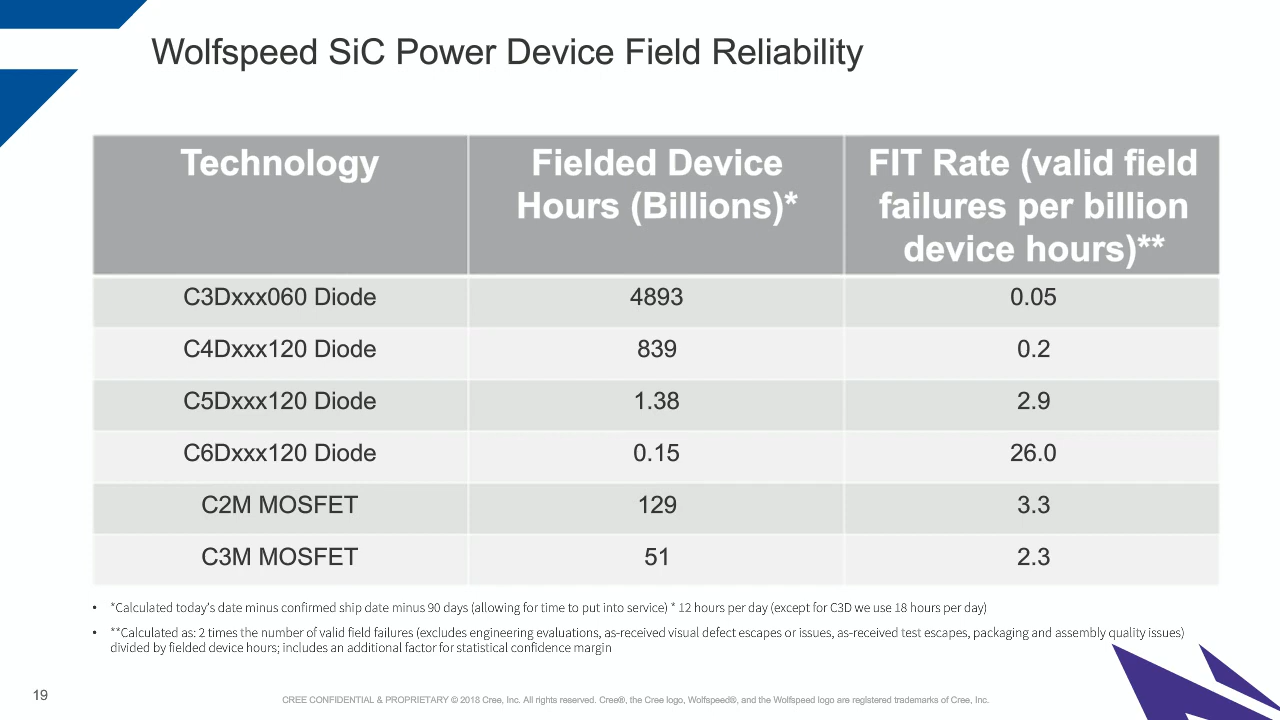 Wolfspeed SiC Power Device Field Reliability
Technology
Fielded Device
Hours (Billions)*
FIT Rate (valid field
failures per billion
device hours)**
C3Dxxx060 Diode 4893 0.05
C4Dxxx120 Diode 839 0.2
C5Dxxx120 Diode 1.38 2.9
C6Dxxx120 Diode 0.15 26.0
C2M MOSFET 129 3.3
C3M MOSFET 51 2.3
• *Calculated today's date minus confirmed ship date minus 90 days (allowing for time to put into service) * 12 hours per day (except for C3D we use 18 hours per day)
• **Calculated as: 2 times the number of valid field failures (excludes engineering evaluations, as-received visual defect escapes or issues, as-received test escapes, packaging and assembly quality issues)
divided by fielded device hours; includes an additional factor for statistical confidence margin
19
CREE CONFIDENTIAL & PROPRIETARY © 2018 Cree, Inc. All rights reserved. Cree®, the Cree logo, Wolfspeed®, and the Wolfspeed logo are registered trademarks of Cree, Inc.